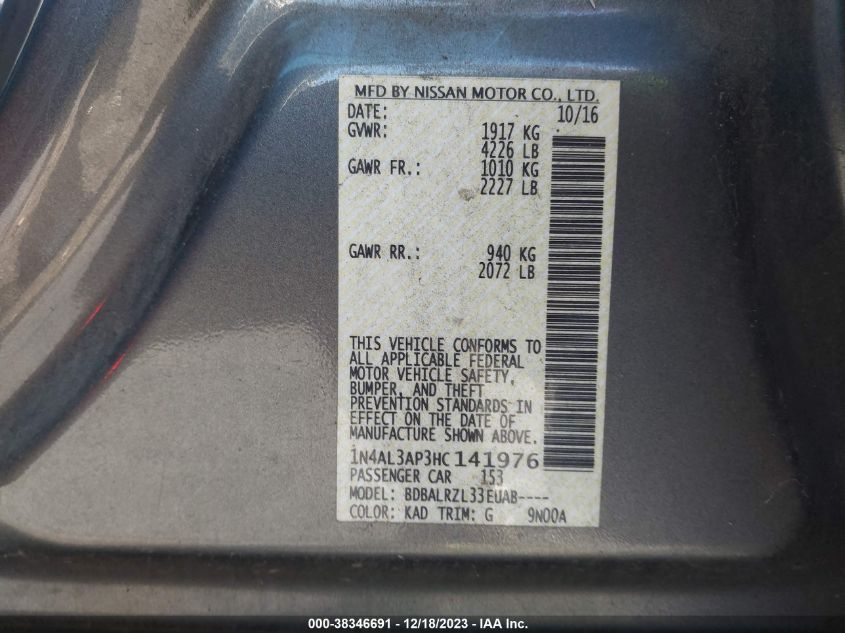 MFD BY NISSAN MOTOR CO., LTD.
DATE: 10/16
GVWR: 1917 KG
4226 LB
GAWR FR.: 1010 KG
2227 LB
GAWR RR.: 940 KG
2072 LB
THIS VEHICLE CONFORMS TO
ALL APPLICABLE FEDERAL
MOTOR VEHICLE SAFETY,
BUMPER, AND THEFT
PREVENTION STANDARDS IN
EFFECT ON THE DATE OF
MANUFACTURE SHOWN ABOVE.
1N4AL3AP3HC141976
PASSENGER CAR 153
MODEL: BDBALRZL33EUAB----
COLOR: KAD TRIM: G 9N00A
000-38346691 - 12/18/2023 - IAA Inc.